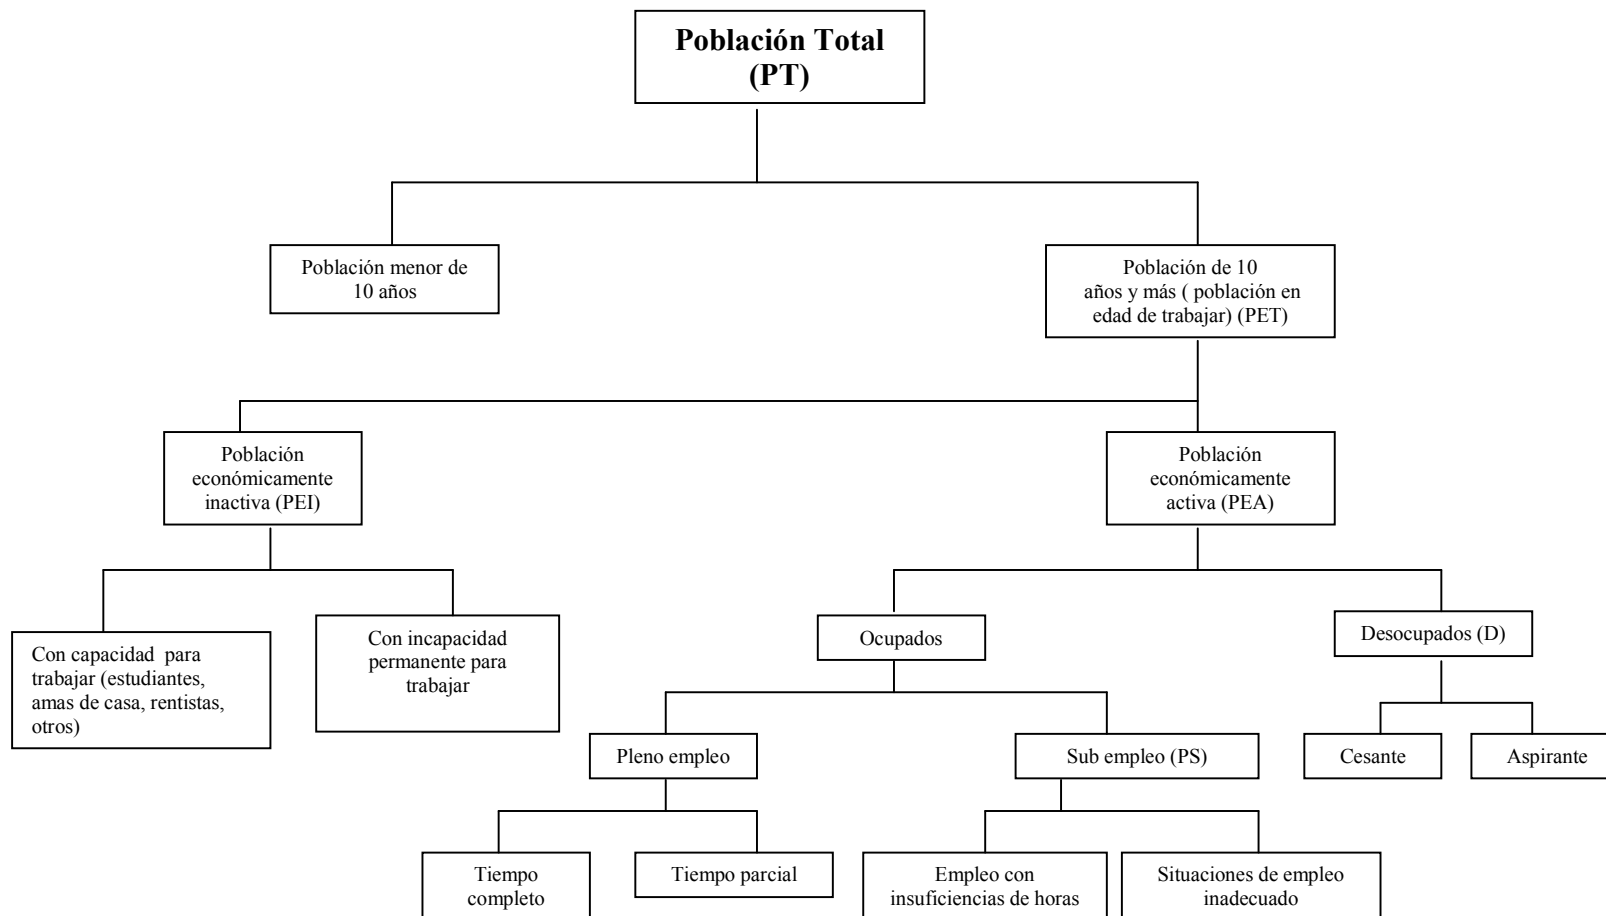 Población Total
(PT)
Población menor de
10 años
Población de 10
años y más ( población en
edad de trabajar) (PET)
Población
económicamente
inactiva (PEI)
Población
económicamente
activa (PEA)
Con capacidad  para
trabajar (estudiantes,
amas de casa, rentistas,
otros)
Con incapacidad
permanente para
trabajar
Ocupados
Desocupados (D)
Pleno empleo
Sub empleo (PS)
Cesante
Aspirante
Tiempo
completo
Tiempo parcial
Empleo con
insuficiencias de horas
Situaciones de empleo
inadecuado